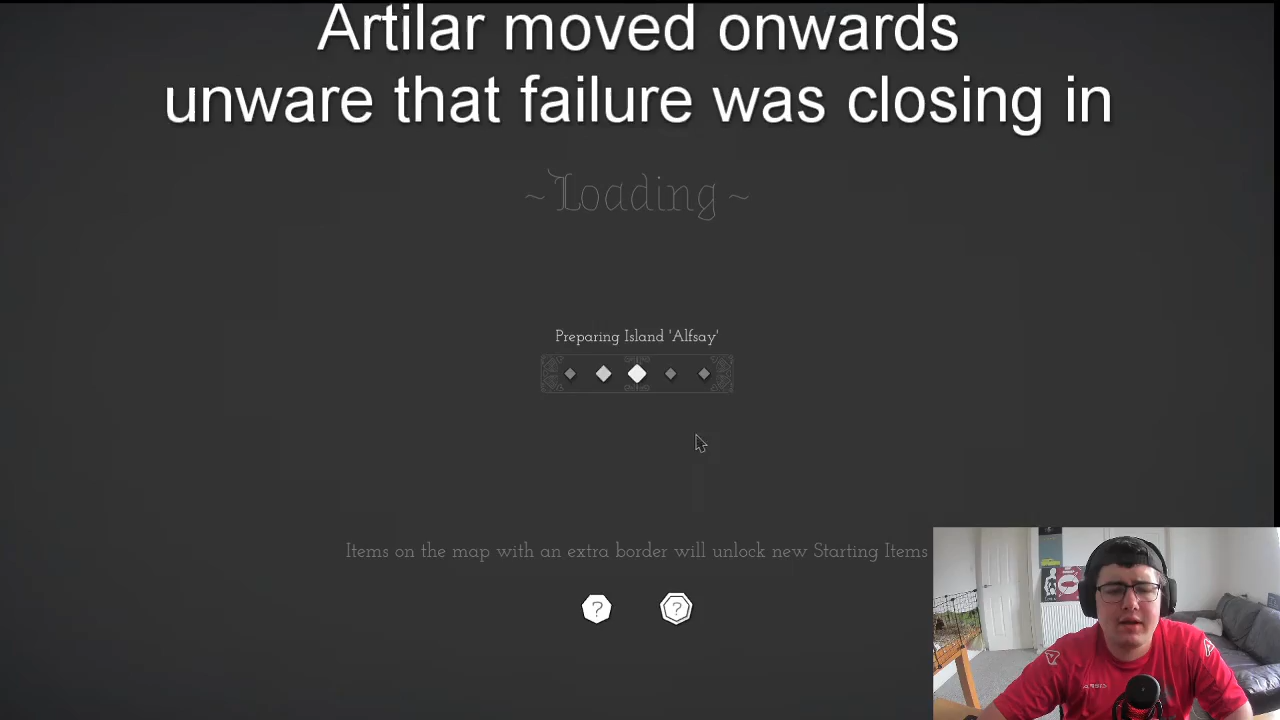 Artilar moved onwards
unware that failure was closing in
~ Loading ~
Preparing Island 'Alfsay'
Items on the map with an extra border will unlock new Starting Items
? ?